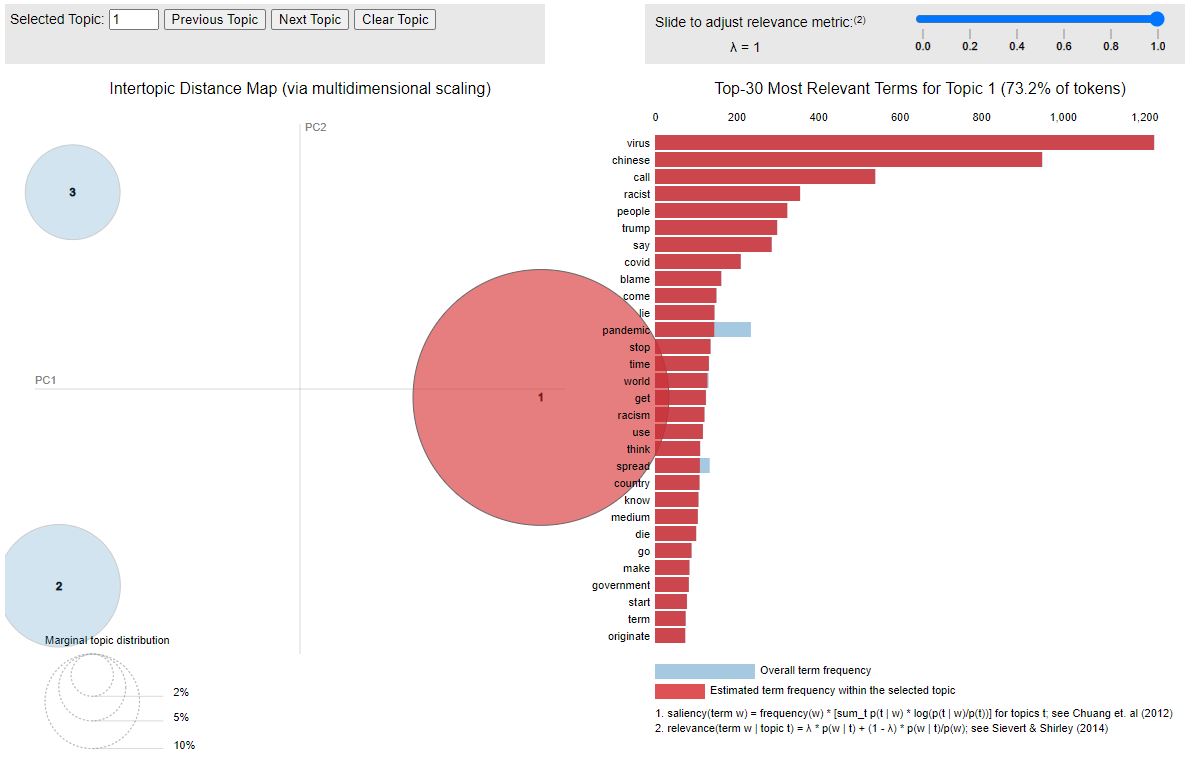 Selected Topic: 1 Previous Topic Next Topic Clear Topic
Slide to adjust relevance metric:(2)
λ = 1
0.0 0.2 0.4 0.6 0.8 1.0
Intertopic Distance Map (via multidimensional scaling)
PC2
PC1
3
1
2
Marginal topic distribution
2%
5%
10%
Top-30 Most Relevant Terms for Topic 1 (73.2% of tokens)
0 200 400 600 800 1,000 1,200
virus
chinese
call
racist
people
trump
say
covid
blame
come
lie
pandemic
stop
time
world
get
racism
use
think
spread
country
know
medium
die
go
make
government
start
term
originate
Overall term frequency
Estimated term frequency within the selected topic
1. saliency(term w) = frequency(w) * [sum_t p(t | w) * log(p(t | w)/p(t))] for topics t; see Chuang et. al (2012)
2. relevance(term w | topic t) = λ * p(w | t) + (1 - λ) * p(w | t)/p(w); see Sievert & Shirley (2014)